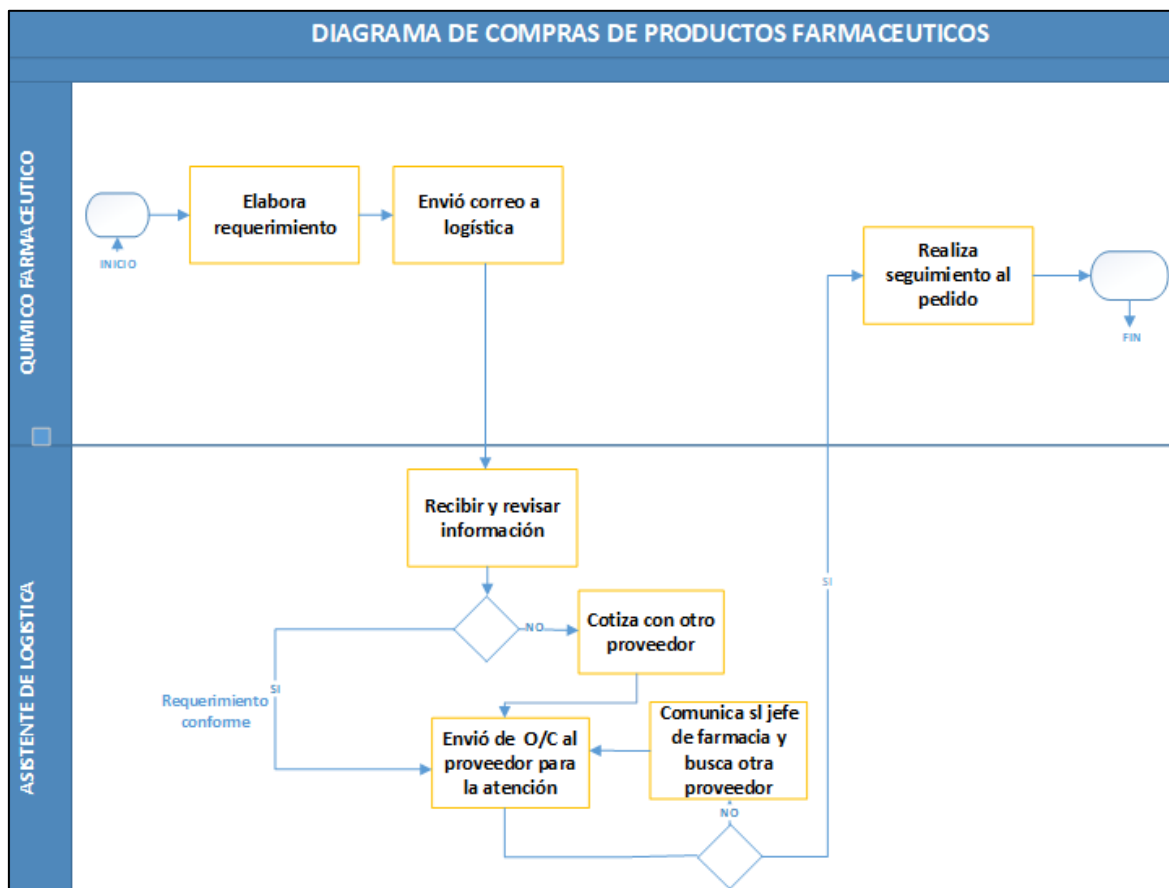 DIAGRAMA DE COMPRAS DE PRODUCTOS FARMACEUTICOS
QUIMICO FARMACEUTICO
Elabora
requerimiento
Envió correo a
logística
INICIO
Realiza
seguimiento al
pedido
FIN
ASISTENTE DE LOGISTICA
Recibir y revisar
información
NO
Cotiza con otro
proveedor
SI
Requerimiento
conforme
Envió de O/C al
proveedor para
la atención
Comunica sl jefe
de farmacia y
busca otra
proveedor
NO
SI